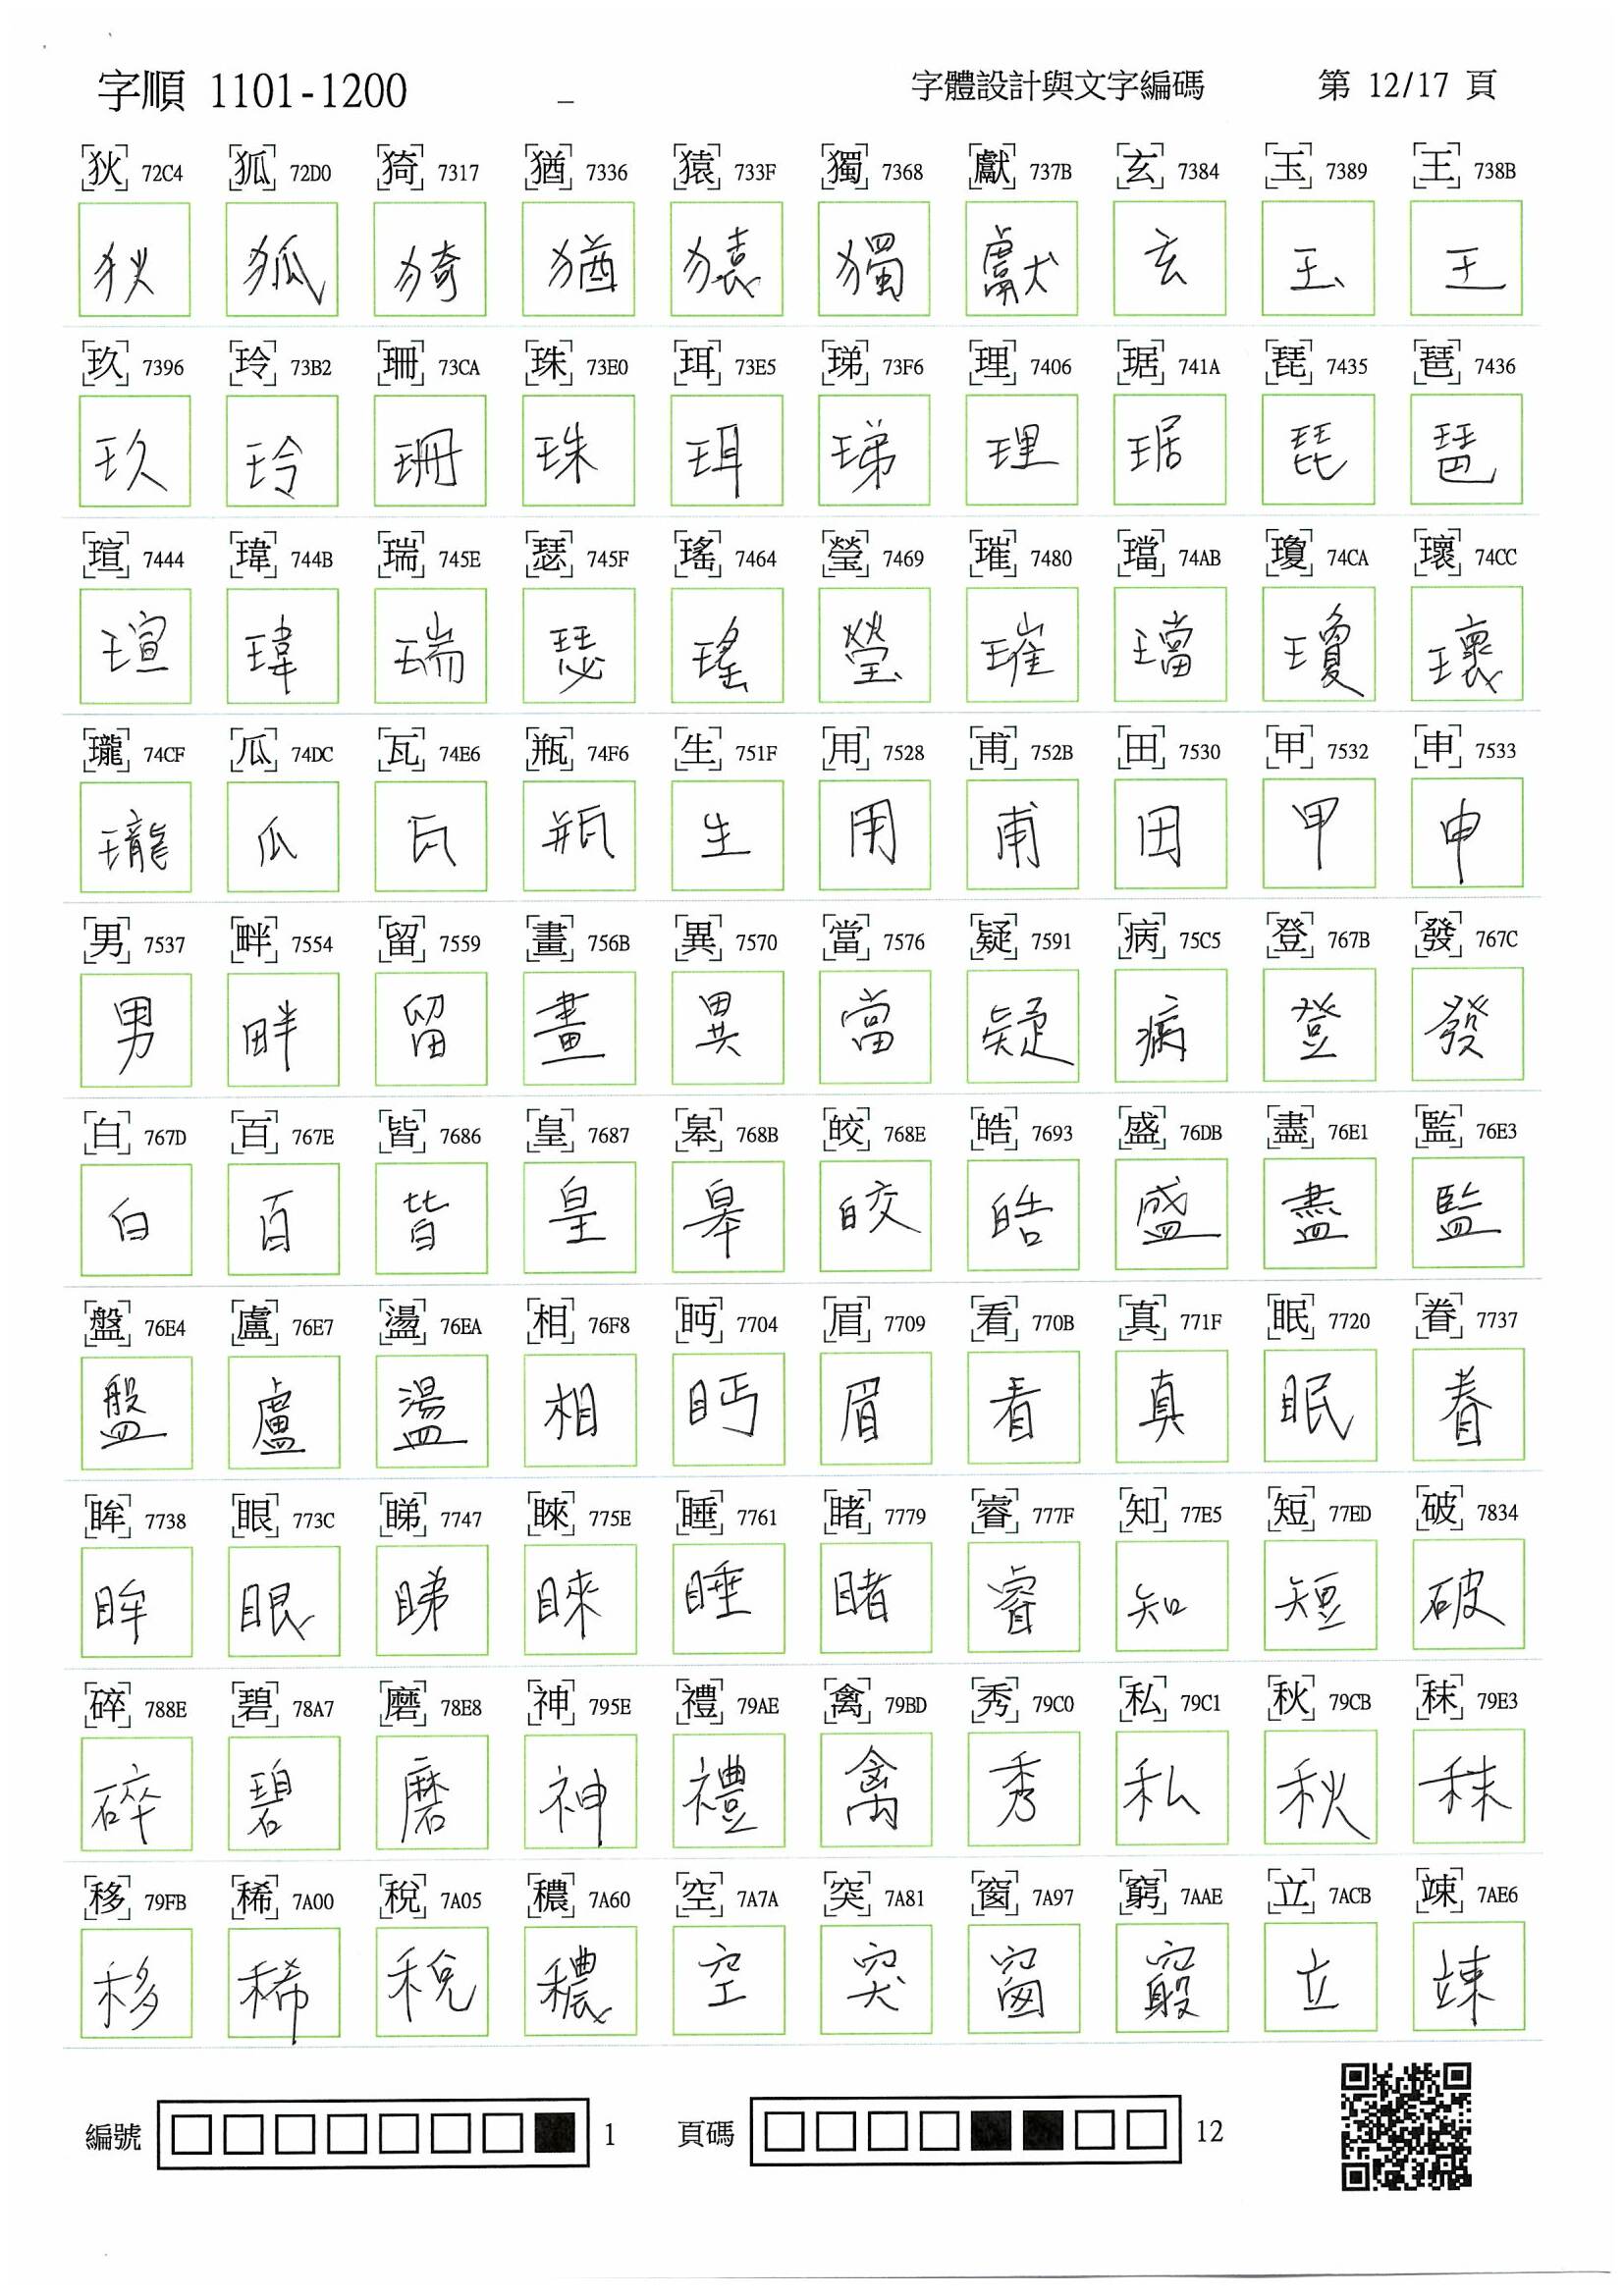 字順 1101-1200 字體設計與文字編碼 第 12/17 頁
狄 72C4 狐 72D0 猗 7317 猶 7336 猿 733F 獨 7368 獻 737B 玄 7384 玉 7389 王 738B
狄 狐 猗 猶 猿 獨 獻 玄 玉 王
玖 7396 玲 73B2 珊 73CA 珠 73E0 珥 73E5 珶 73F6 理 7406 琚 741A 琵 7435 琶 7436
玖 玲 珊 珠 珥 珶 理 琚 琵 琶
瑄 7444 瑋 744B 瑞 745E 瑟 745F 瑤 7464 瑩 7469 璀 7480 璫 74AB 瓊 74CA 瓌 74CC
瑄 瑋 瑞 瑟 瑤 瑩 璀 璫 瓊 瓌
瓏 74CF 瓜 74DC 瓦 74E6 瓶 74F6 生 751F 用 7528 甫 752B 田 7530 甲 7532 申 7533
瓏 瓜 瓦 瓶 生 用 甫 田 甲 申
男 7537 畔 7554 留 7559 畫 756B 異 7570 當 7576 疑 7591 病 75C5 登 767B 發 767C
男 畔 留 畫 異 當 疑 病 登 發
白 767D 百 767E 皆 7686 皇 7687 皋 768B 皎 768E 皓 7693 盛 76DB 盡 76E1 監 76E3
白 百 皆 皇 皋 皎 皓 盛 盡 監
盤 76E4 盧 76E7 盪 76EA 相 76F8 眄 7704 眉 7709 看 770B 真 771F 眠 7720 眷 7737
盤 盧 盪 相 眄 眉 看 真 眠 眷
眸 7738 眼 773C 睇 7747 睞 775E 睡 7761 睹 7779 睿 777F 知 77E5 短 77ED 破 7834
眸 眼 睇 睞 睡 睹 睿 知 短 破
碎 788E 碧 78A7 磨 78E8 神 795E 禮 79AE 禽 79BD 秀 79C0 私 79C1 秋 79CB 秣 79E3
碎 碧 磨 神 禮 禽 秀 私 秋 秣
移 79FB 稀 7A00 稅 7A05 穠 7A60 空 7A7A 突 7A81 窗 7A97 窮 7AAE 立 7ACB 竦 7AE6
移 稀 稅 穠 空 突 窗 窮 立 竦
編號 1 頁碼 12